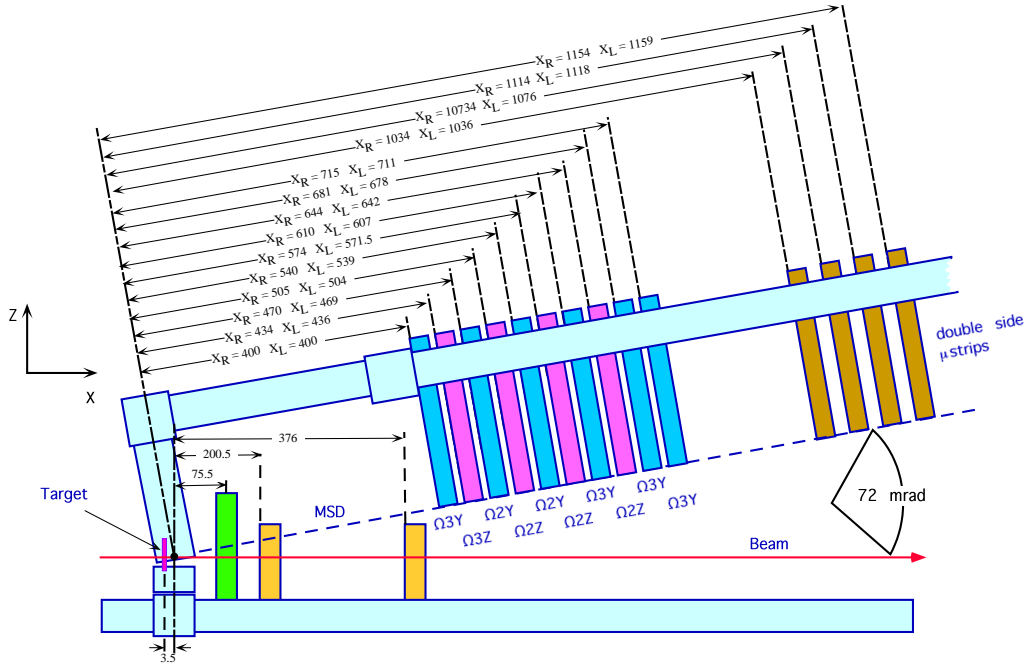 X_R = 1154 X_L = 1159
X_R = 1114 X_L = 1118
X_R = 10734 X_L = 1076
X_R = 1034 X_L = 1036
X_R = 715 X_L = 711
X_R = 681 X_L = 678
X_R = 644 X_L = 642
X_R = 610 X_L = 607
X_R = 574 X_L = 571.5
X_R = 540 X_L = 539
X_R = 505 X_L = 504
X_R = 470 X_L = 469
X_R = 434 X_L = 436
X_R = 400 X_L = 400
Z
X
double side
μ strips
376
200.5
75.5
Target
MSD
Ω3Y
Ω3Z
Ω2Y
Ω2Z
Ω2Y
Ω2Z
Ω3Y
Ω2Z
Ω3Y
Ω3Y
72 mrad
Beam
3.5